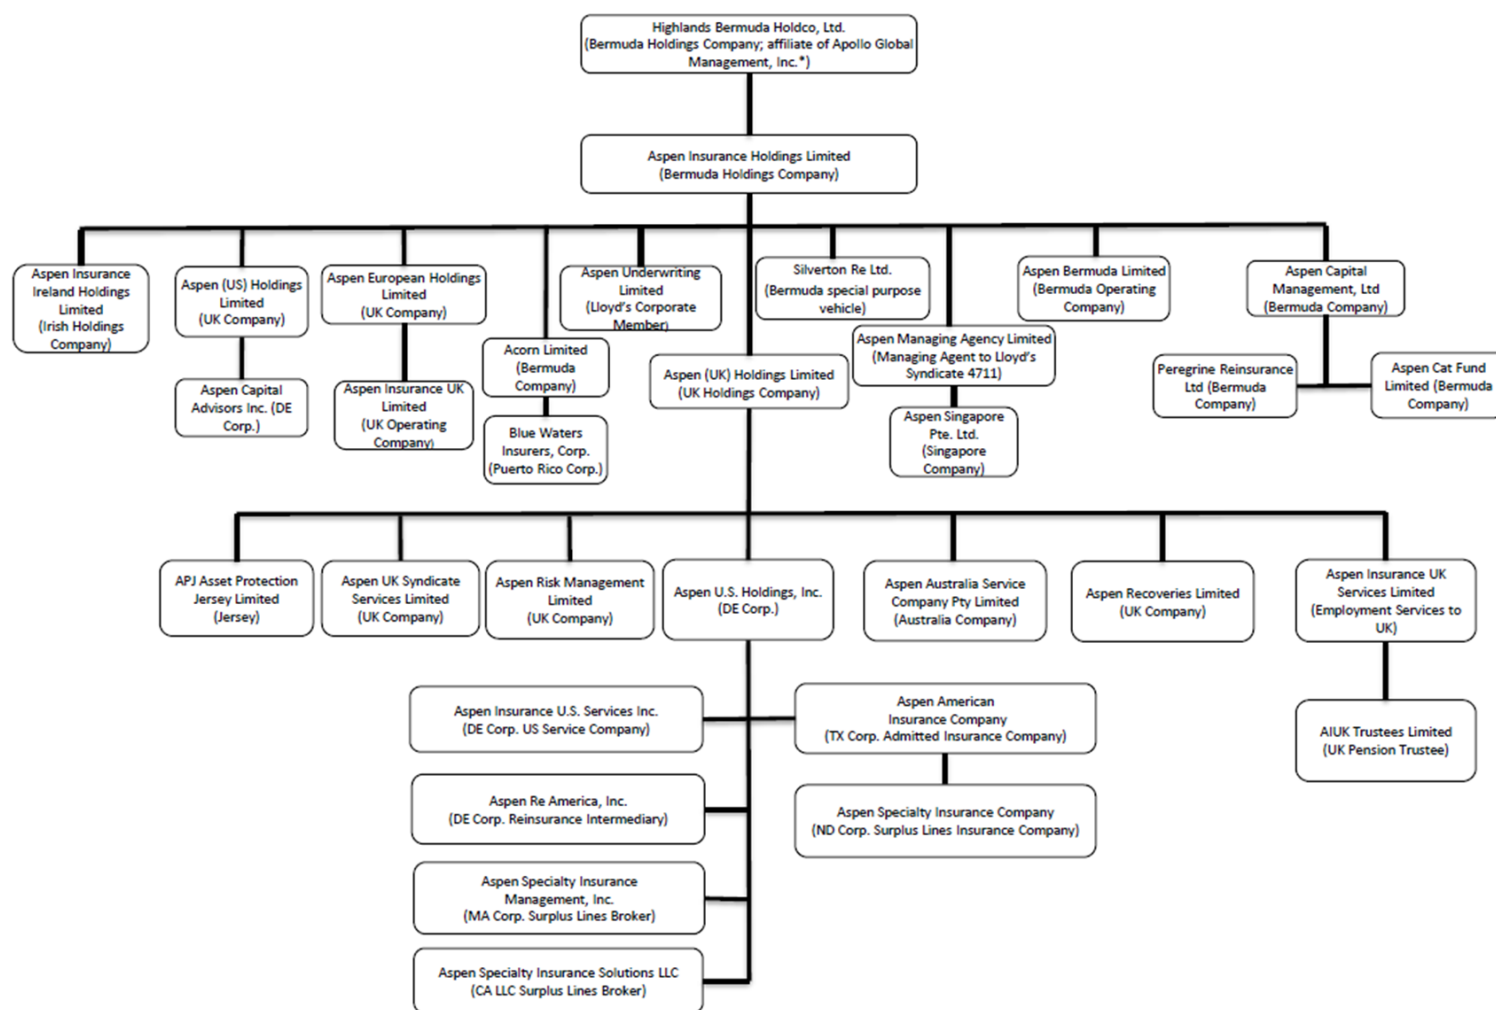 Highlands Bermuda Holdco, Ltd.
(Bermuda Holdings Company; affiliate of Apollo Global
Management, Inc.*)
Aspen Insurance Holdings Limited
(Bermuda Holdings Company)
Aspen Insurance
Ireland Holdings
Limited
(Irish Holdings
Company)
Aspen (US) Holdings
Limited
(UK Company)
Aspen European Holdings
Limited
(UK Company)
Aspen Underwriting
Limited
(Lloyd's Corporate
Member)
Silverton Re Ltd.
(Bermuda special purpose
vehicle)
Aspen Bermuda Limited
(Bermuda Operating
Company)
Aspen Capital
Management, Ltd
(Bermuda Company)
Aspen Capital
Advisors Inc. (DE
Corp.)
Aspen Insurance UK
Limited
(UK Operating
Company)
Acorn Limited
(Bermuda
Company)
Blue Waters
Insurers, Corp.
(Puerto Rico Corp.)
Aspen (UK) Holdings Limited
(UK Holdings Company)
Aspen Managing Agency Limited
(Managing Agent to Lloyd's
Syndicate 4711)
Aspen Singapore
Pte. Ltd.
(Singapore
Company)
Peregrine Reinsurance
Ltd (Bermuda
Company)
Aspen Cat Fund
Limited (Bermuda
Company)
APJ Asset Protection
Jersey Limited
(Jersey)
Aspen UK Syndicate
Services Limited
(UK Company)
Aspen Risk Management
Limited
(UK Company)
Aspen U.S. Holdings, Inc.
(DE Corp.)
Aspen Australia Service
Company Pty Limited
(Australia Company)
Aspen Recoveries Limited
(UK Company)
Aspen Insurance UK
Services Limited
(Employment Services to
UK)
Aspen Insurance U.S. Services Inc.
(DE Corp. US Service Company)
Aspen American
Insurance Company
(TX Corp. Admitted Insurance Company)
AIUK Trustees Limited
(UK Pension Trustee)
Aspen Re America, Inc.
(DE Corp. Reinsurance Intermediary)
Aspen Specialty Insurance Company
(ND Corp. Surplus Lines Insurance Company)
Aspen Specialty Insurance
Management, Inc.
(MA Corp. Surplus Lines Broker)
Aspen Specialty Insurance Solutions LLC
(CA LLC Surplus Lines Broker)